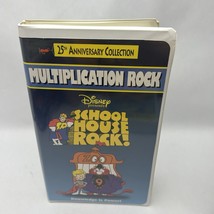 25TH ANNIVERSARY COLLECTION
MULTIPLICATION ROCK
DISNEY
SCHOOL
HOUSE
ROCK!